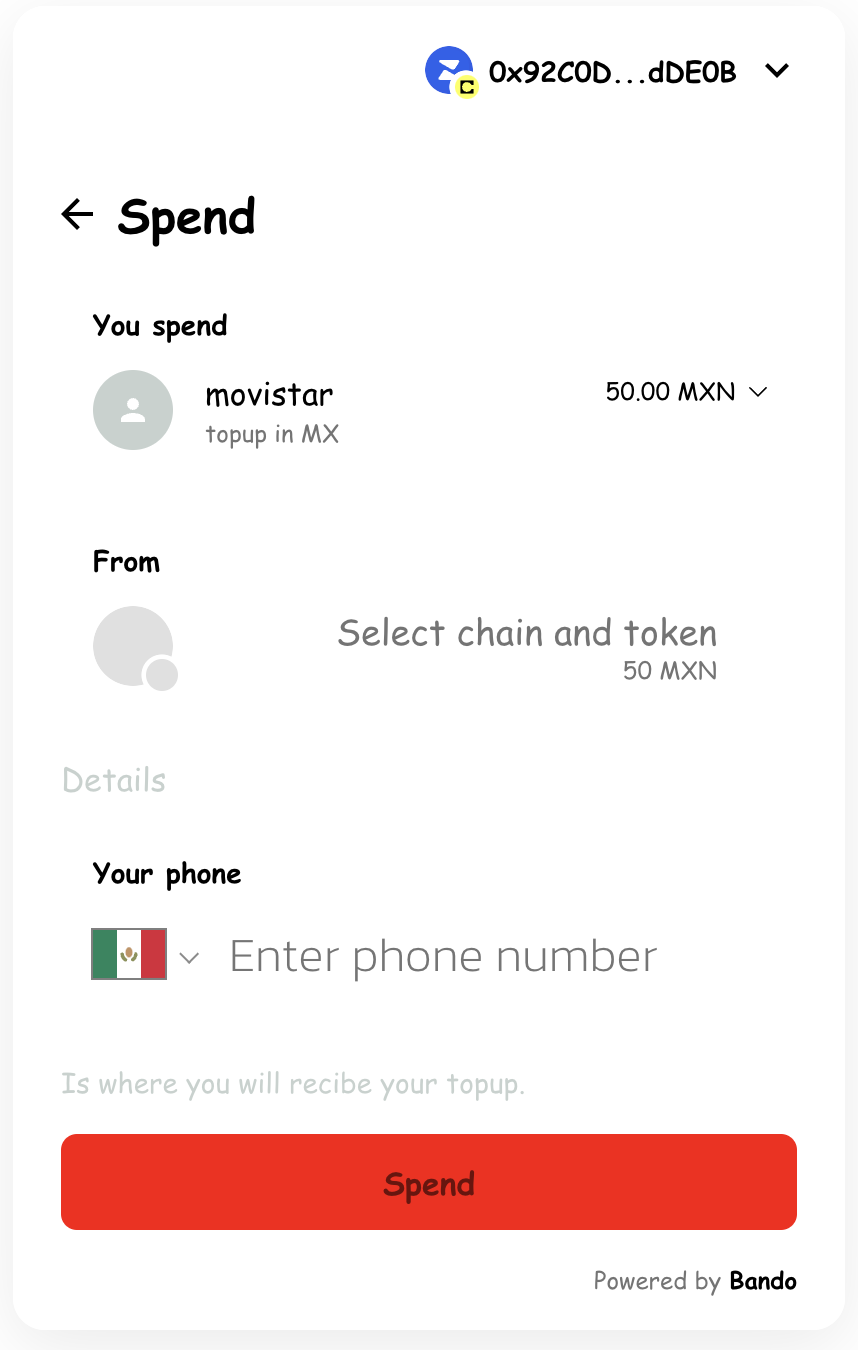 0x92C0D...dDE0B
Spend
You spend
movistar
50.00 MXN
topup in MX
From
Select chain and token
50 MXN
Details
Your phone
Enter phone number
Is where you will recibe your topup.
Spend
Powered by Bando